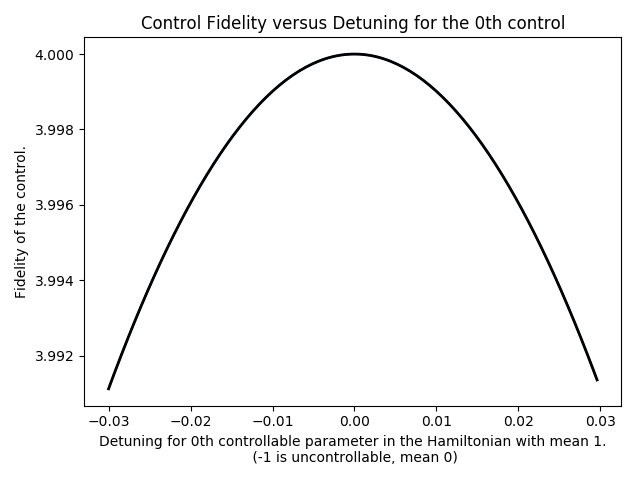 Control Fidelity versus Detuning for the 0th control
4.000
3.998
3.996
3.994
3.992
Fidelity of the control.
−0.03 −0.02 −0.01 0.00 0.01 0.02 0.03
Detuning for 0th controllable parameter in the Hamiltonian with mean 1.
(-1 is uncontrollable, mean 0)